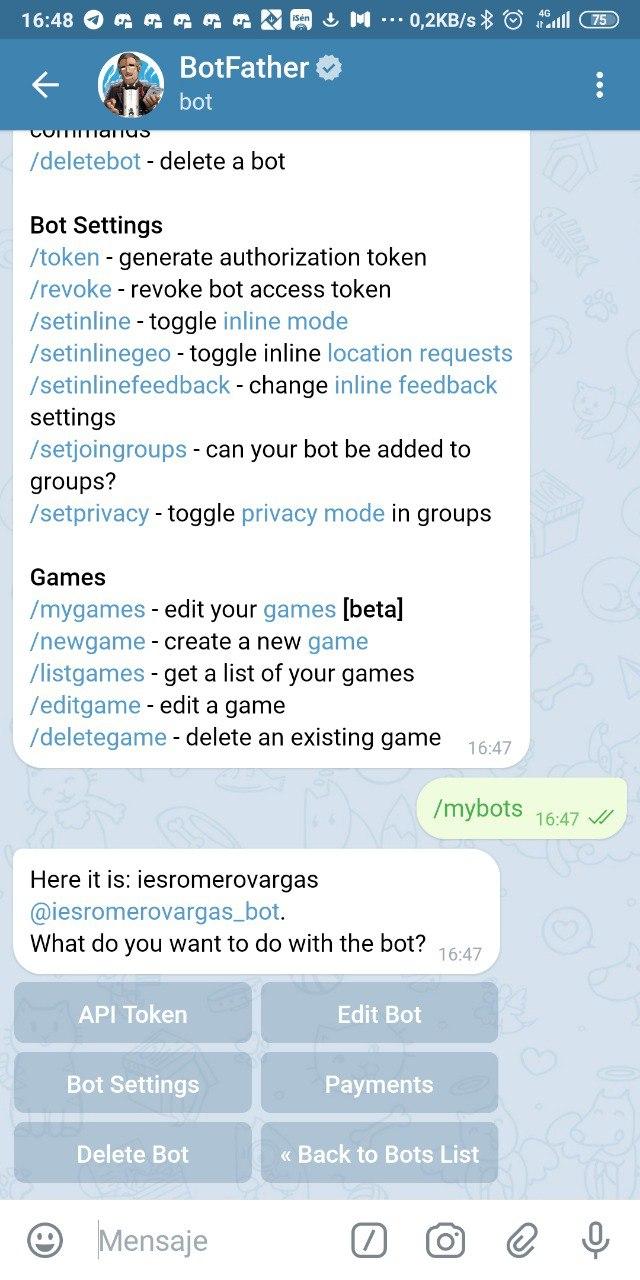 16:48
0,2KB/s
4G
75
BotFather
bot
commands
/deletebot - delete a bot
Bot Settings
/token - generate authorization token
/revoke - revoke bot access token
/setinline - toggle inline mode
/setinlinegeo - toggle inline location requests
/setinlinefeedback - change inline feedback
settings
/setjoingroups - can your bot be added to
groups?
/setprivacy - toggle privacy mode in groups
Games
/mygames - edit your games [beta]
/newgame - create a new game
/listgames - get a list of your games
/editgame - edit a game
/deletegame - delete an existing game
16:47
/mybots
16:47
Here it is: iesromerovargas
@iesromerovargas_bot.
What do you want to do with the bot?
16:47
API Token
Edit Bot
Bot Settings
Payments
Delete Bot
« Back to Bots List
Mensaje